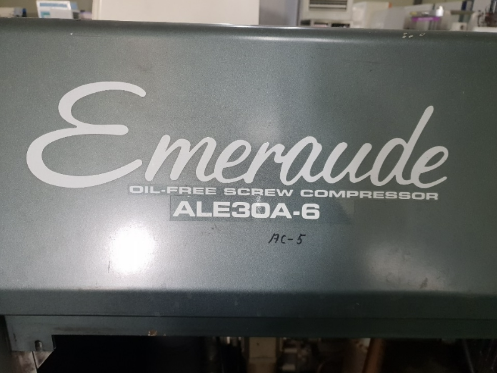 Emeraude
OIL-FREE SCREW COMPRESSOR
ALE30A-6
AC-5